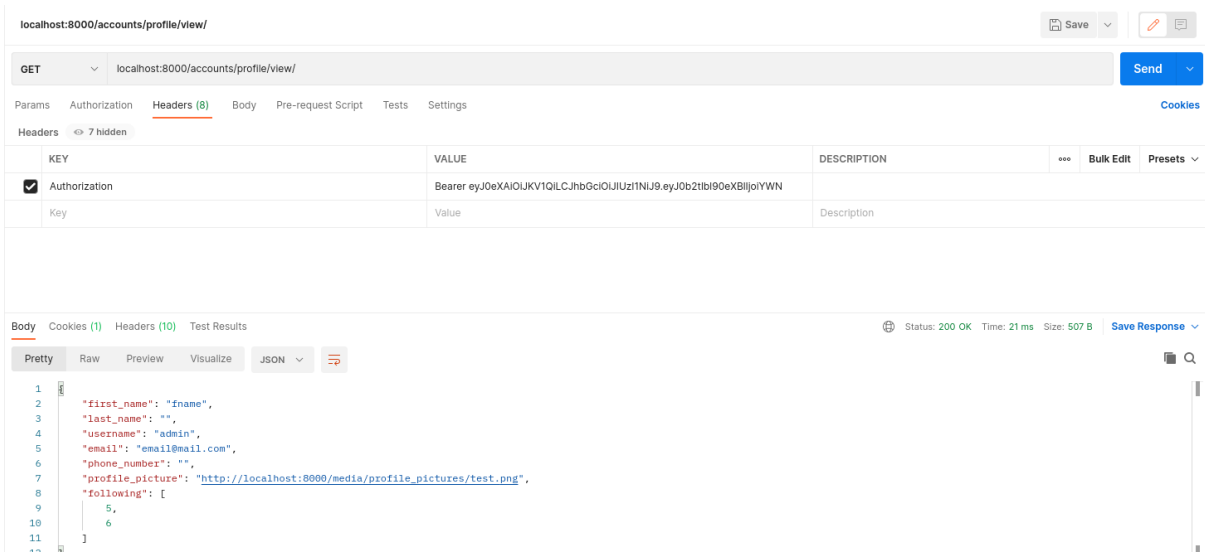 localhost:8000/accounts/profile/view/
Save
GET localhost:8000/accounts/profile/view/ Send
Params Authorization Headers (8) Body Pre-request Script Tests Settings Cookies
Headers 7 hidden
KEY VALUE DESCRIPTION ooo Bulk Edit Presets
Authorization Bearer eyJ0eXAiOiJKV1QiLCJhbGciOiJIUzI1NiJ9.eyJ0b2tlbl90eXBlIjoiYWN
Key Value Description
Body Cookies (1) Headers (10) Test Results Status: 200 OK Time: 21 ms Size: 507 B Save Response
Pretty Raw Preview Visualize JSON
1 {
2 "first_name": "fname",
3 "last_name": "",
4 "username": "admin",
5 "email": "email@mail.com",
6 "phone_number": "",
7 "profile_picture": "http://localhost:8000/media/profile_pictures/test.png",
8 "following": [
9 5,
10 6
11 ]
12 }